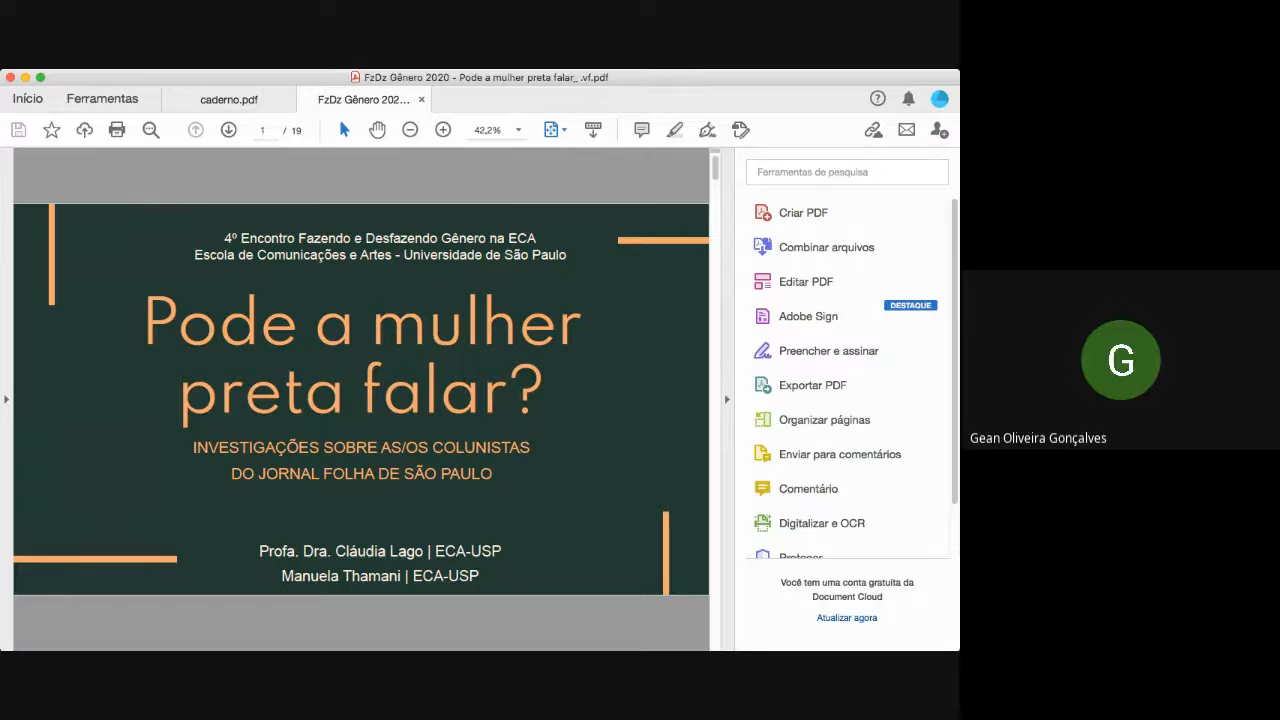 FzDz Gênero 2020 - Pode a mulher preta falar_ .vf.pdf
Início
Ferramentas
caderno.pdf
FzDz Gênero 202... ×
1 / 19
42,2%
4º Encontro Fazendo e Desfazendo Gênero na ECA
Escola de Comunicações e Artes - Universidade de São Paulo
Pode a mulher
preta falar?
INVESTIGAÇÕES SOBRE AS/OS COLUNISTAS
DO JORNAL FOLHA DE SÃO PAULO
Profa. Dra. Cláudia Lago | ECA-USP
Manuela Thamani | ECA-USP
Ferramentas de pesquisa
Criar PDF
Combinar arquivos
Editar PDF
DESTAQUE
Adobe Sign
Preencher e assinar
Exportar PDF
Organizar páginas
Enviar para comentários
Comentário
Digitalizar e OCR
Proteger
Você tem uma conta gratuita da
Document Cloud
Atualizar agora
G
Gean Oliveira Gonçalves